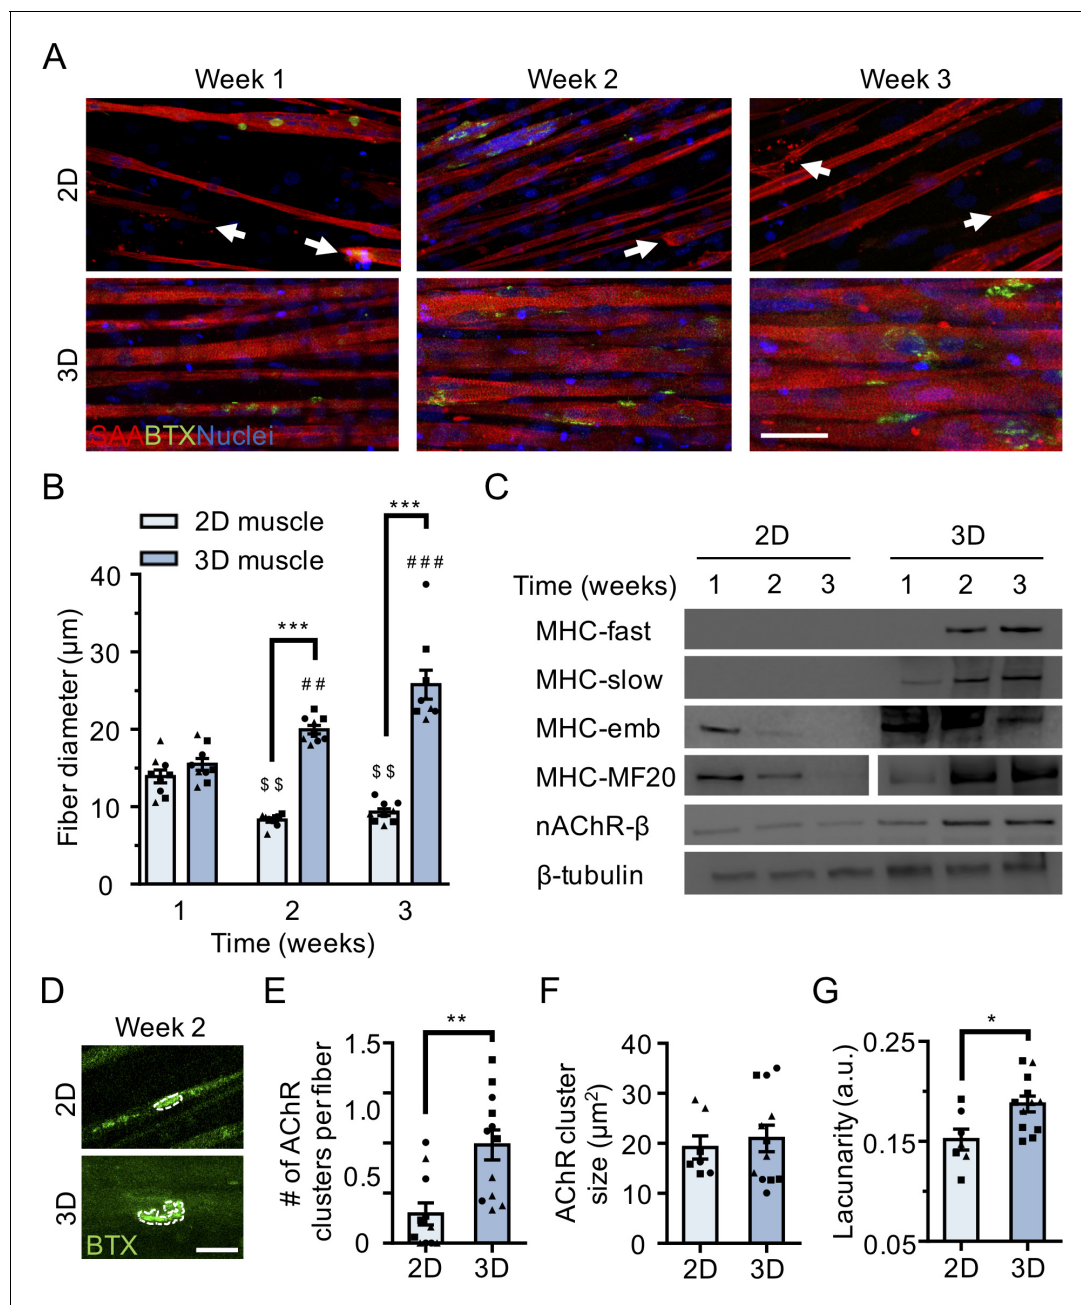 A
Week 1
Week 2
Week 3
2D
3D
SAABTXNuclei
B
2D muscle
3D muscle
Fiber diameter (μm)
40
30
20
10
0
***
***
# #
# # #
$ $
$ $
1
2
3
Time (weeks)
C
2D
3D
Time (weeks)
1
2
3
1
2
3
MHC-fast
MHC-slow
MHC-emb
MHC-MF20
nAChR-β
β-tubulin
D
Week 2
2D
3D
BTX
E
# of AChR
clusters per fiber
1.5
1.0
0.5
0
**
2D
3D
F
AChR cluster
size (μm²)
40
30
20
10
0
2D
3D
G
Lacunarity (a.u.)
0.25
0.15
0.05
*
2D
3D